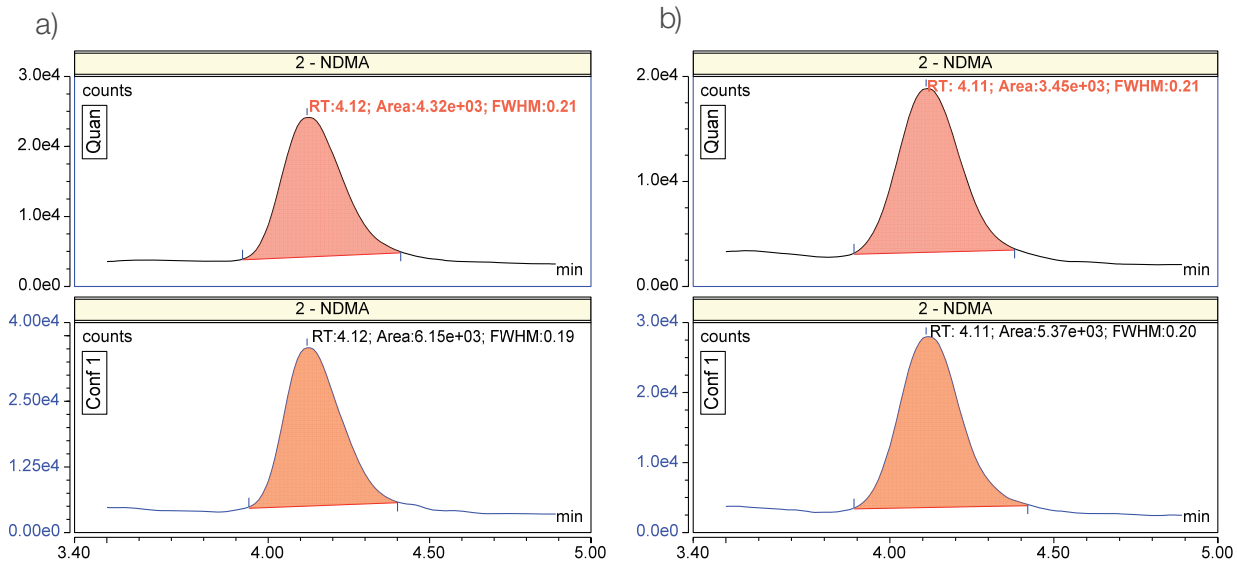 a)
2 - NDMA
3.0e4
2.0e4
1.0e4
0.0e0
counts
Quan
RT:4.12; Area:4.32e+03; FWHM:0.21
min
2 - NDMA
4.00e4
2.50e4
1.25e4
0.00e0
counts
Conf 1
RT:4.12; Area:6.15e+03; FWHM:0.19
min
3.40 4.00 4.50 5.00
b)
2 - NDMA
2.0e4
1.0e4
0.0e0
counts
Quan
RT: 4.11; Area:3.45e+03; FWHM:0.21
min
2 - NDMA
3.0e4
2.0e4
1.0e4
0.0e0
counts
Conf 1
RT: 4.11; Area:5.37e+03; FWHM:0.20
min
3.40 4.00 4.50 5.00